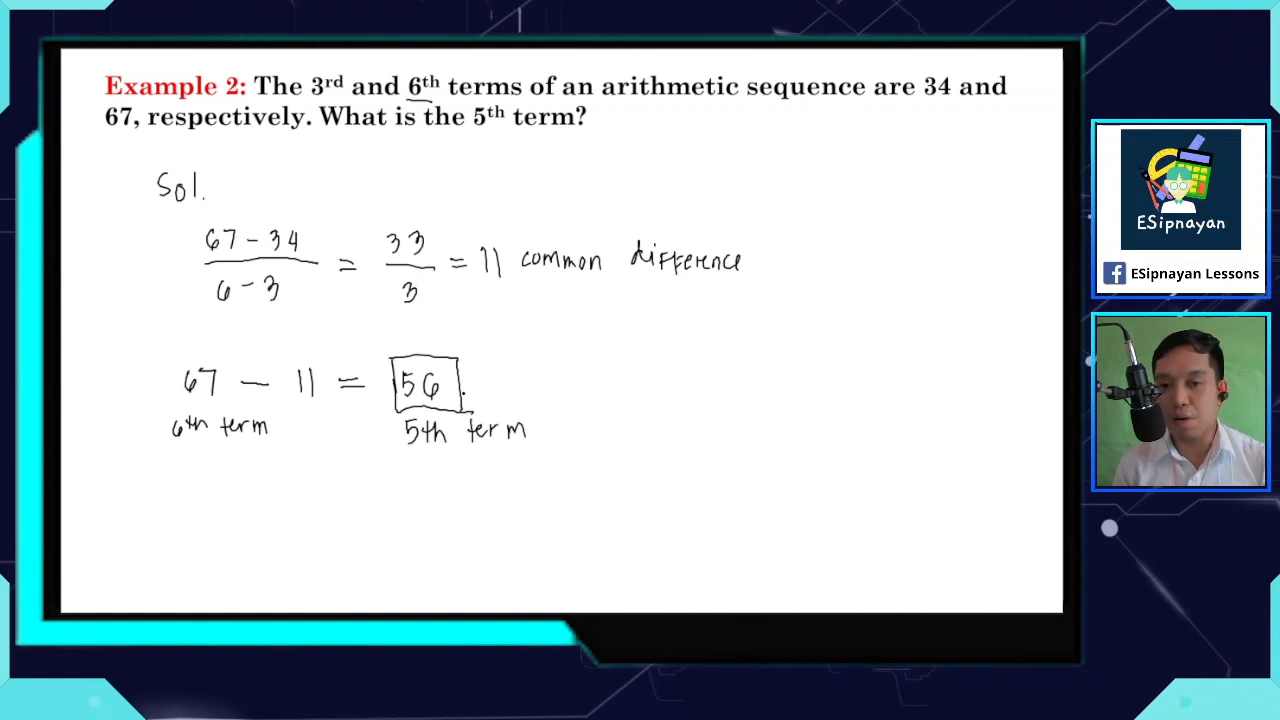 Example 2: The 3rd and 6th terms of an arithmetic sequence are 34 and
67, respectively. What is the 5th term?
Sol.
67 - 34 / 6 - 3 = 33 / 3 = 11 common difference
67 - 11 = 56.
6th term 5th term
ESipnayan
ESipnayan Lessons